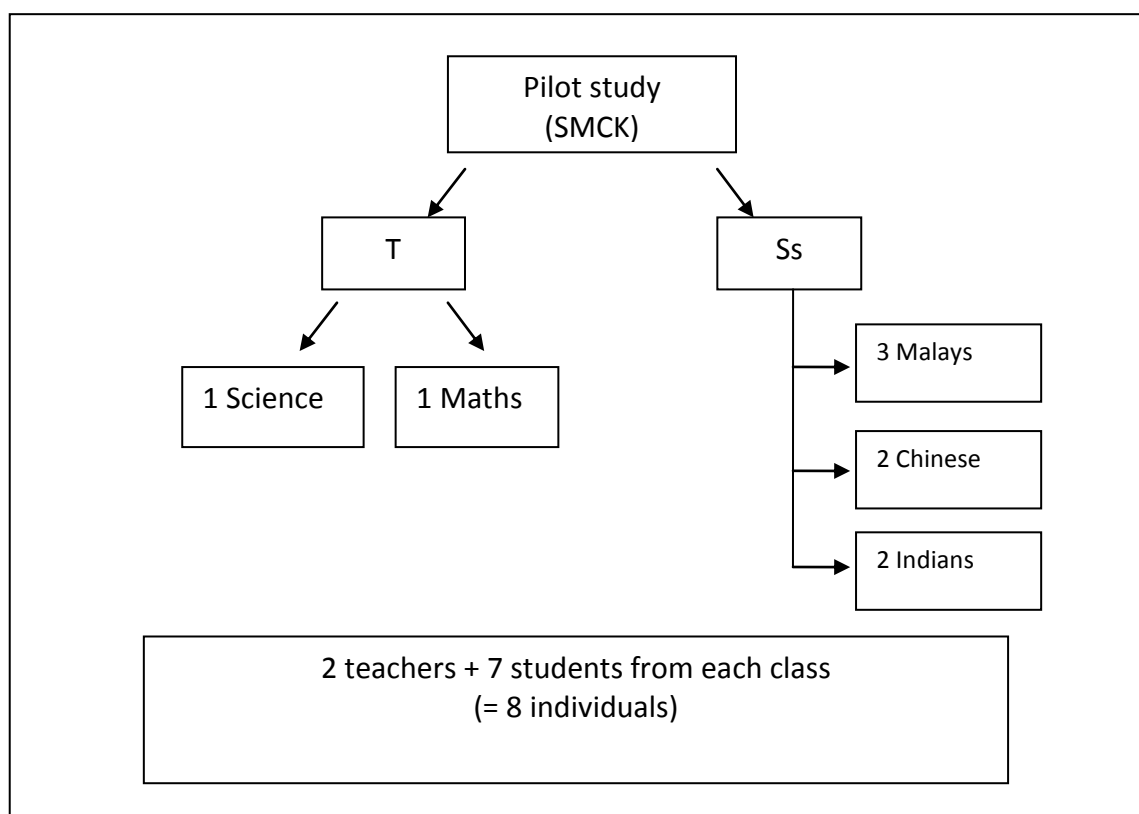 Pilot study
(SMCK)
T
Ss
1 Science
1 Maths
3 Malays
2 Chinese
2 Indians
2 teachers + 7 students from each class
(= 8 individuals)